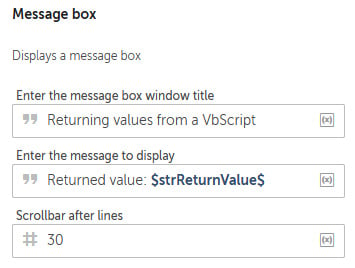 Message box
Displays a message box
Enter the message box window title
Returning values from a VbScript
(x)
Enter the message to display
Returned value: $strReturnValue$
(x)
Scrollbar after lines
# 30
(x)